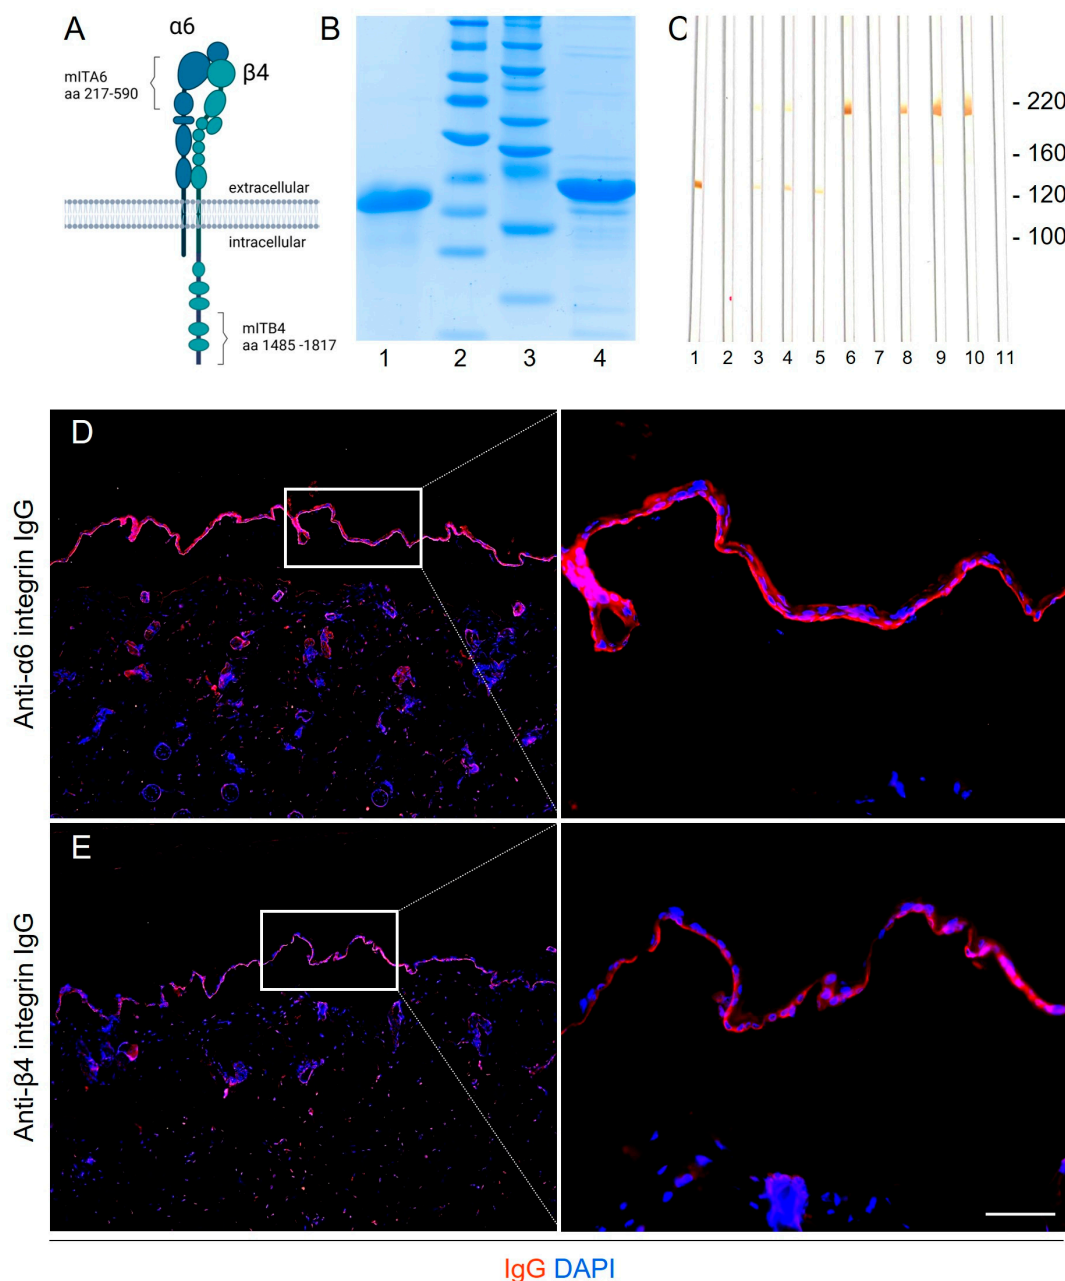 A
α6
β4
mITA6
aa 217-590
extracellular
intracellular
mITB4
aa 1485 -1817
B
1 2 3 4
C
- 220
- 160
- 120
- 100
1 2 3 4 5 6 7 8 9 10 11
D
Anti-α6 integrin IgG
E
Anti-β4 integrin IgG
IgG DAPI